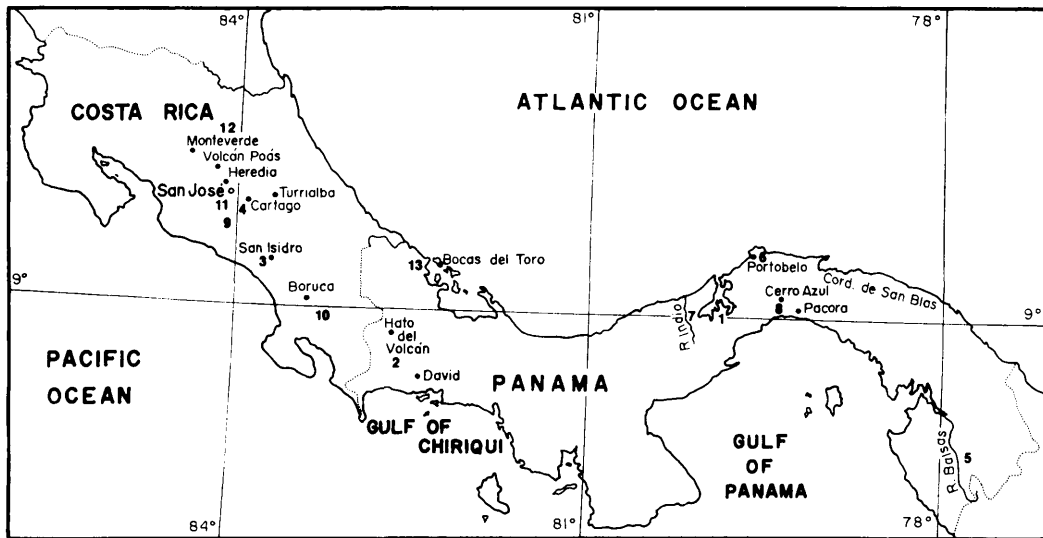 84°
81°
78°
COSTA RICA
ATLANTIC OCEAN
12
Monteverde
Volcán Poás
Heredia
San José
Turrialba
11
4
Cartago
9
San Isidro
3
13
Bocas del Toro
6
Portobelo
Cord. de San Blas
9°
Boruca
10
Cerro Azul
8
Pacora
7
1
9°
R. Indio
Hato
del
Volcán
2
David
PACIFIC
OCEAN
PANAMA
GULF OF
CHIRIQUI
GULF
OF
PANAMA
R. Balsas
5
84°
81°
78°